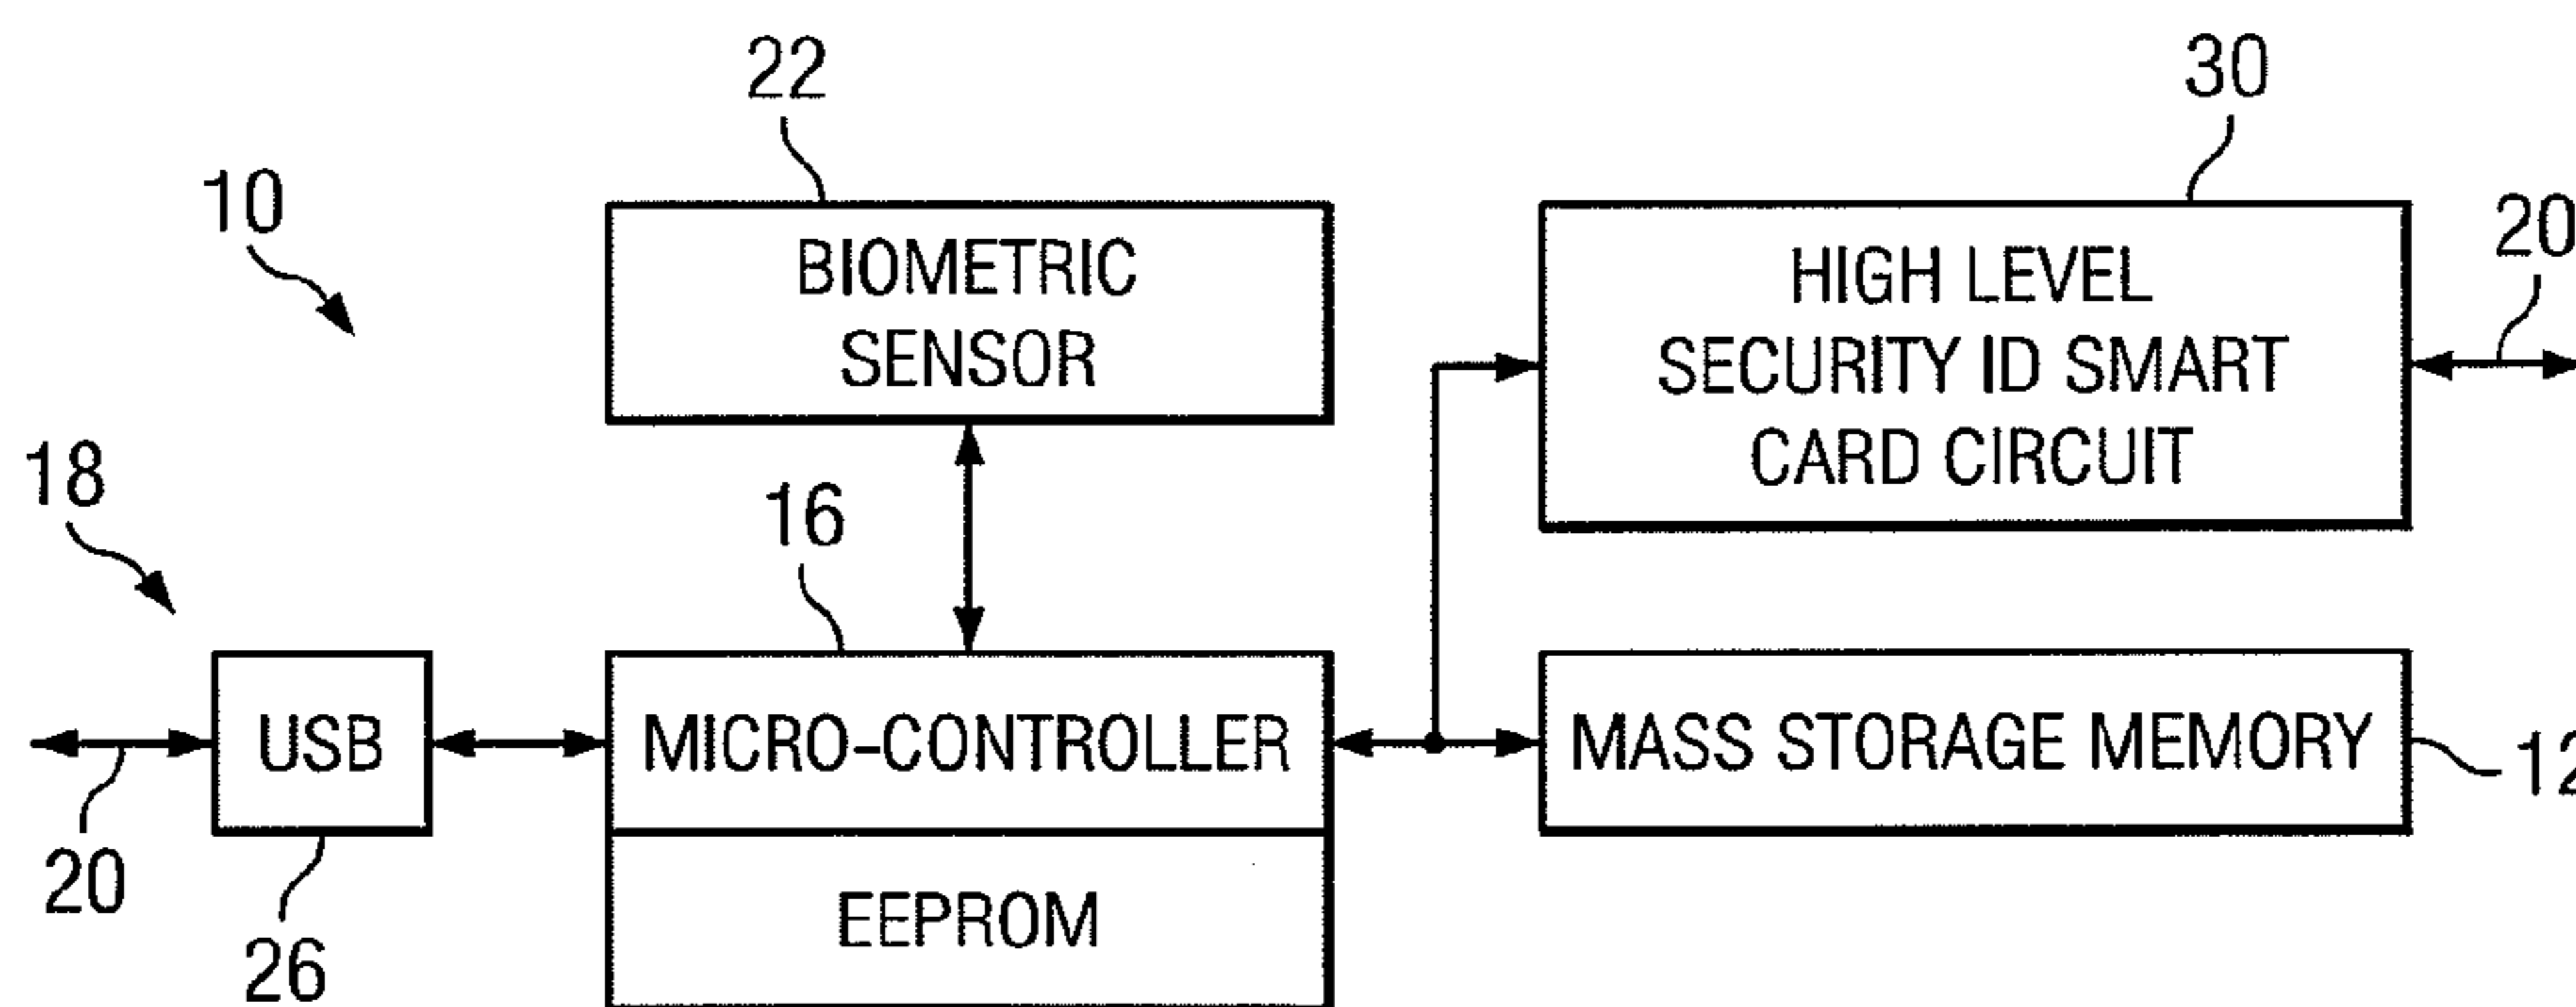 22
30
10
BIOMETRIC
SENSOR
HIGH LEVEL
SECURITY ID SMART
CARD CIRCUIT
20
18
16
USB
MICRO-CONTROLLER
MASS STORAGE MEMORY
12
20
26
EEPROM